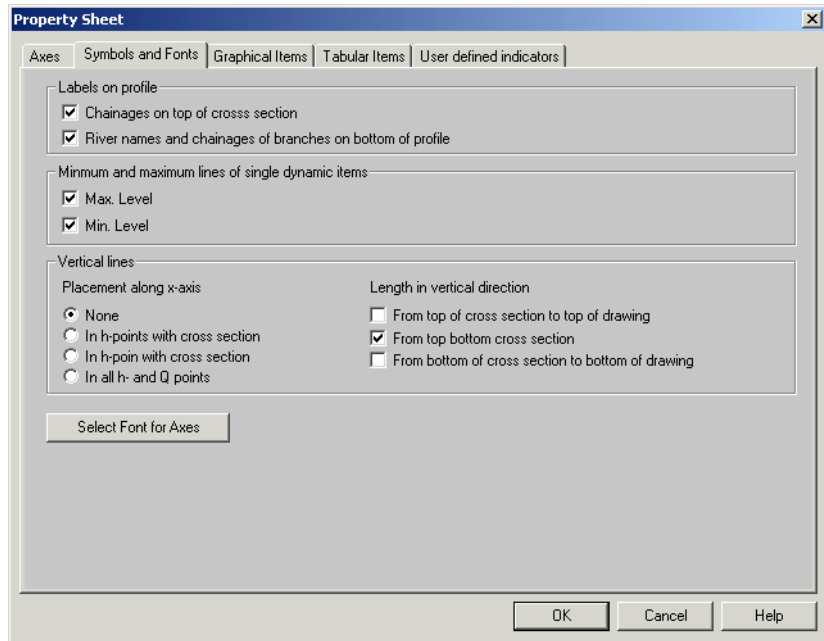 Property Sheet
Axes Symbols and Fonts Graphical Items Tabular Items User defined indicators
Labels on profile
Chainages on top of crosss section
River names and chainages of branches on bottom of profile
Minmum and maximum lines of single dynamic items
Max. Level
Min. Level
Vertical lines
Placement along x-axis
None
In h-points with cross section
In h-poin with cross section
In all h- and Q points
Length in vertical direction
From top of cross section to top of drawing
From top bottom cross section
From bottom of cross section to bottom of drawing
Select Font for Axes
OK Cancel Help